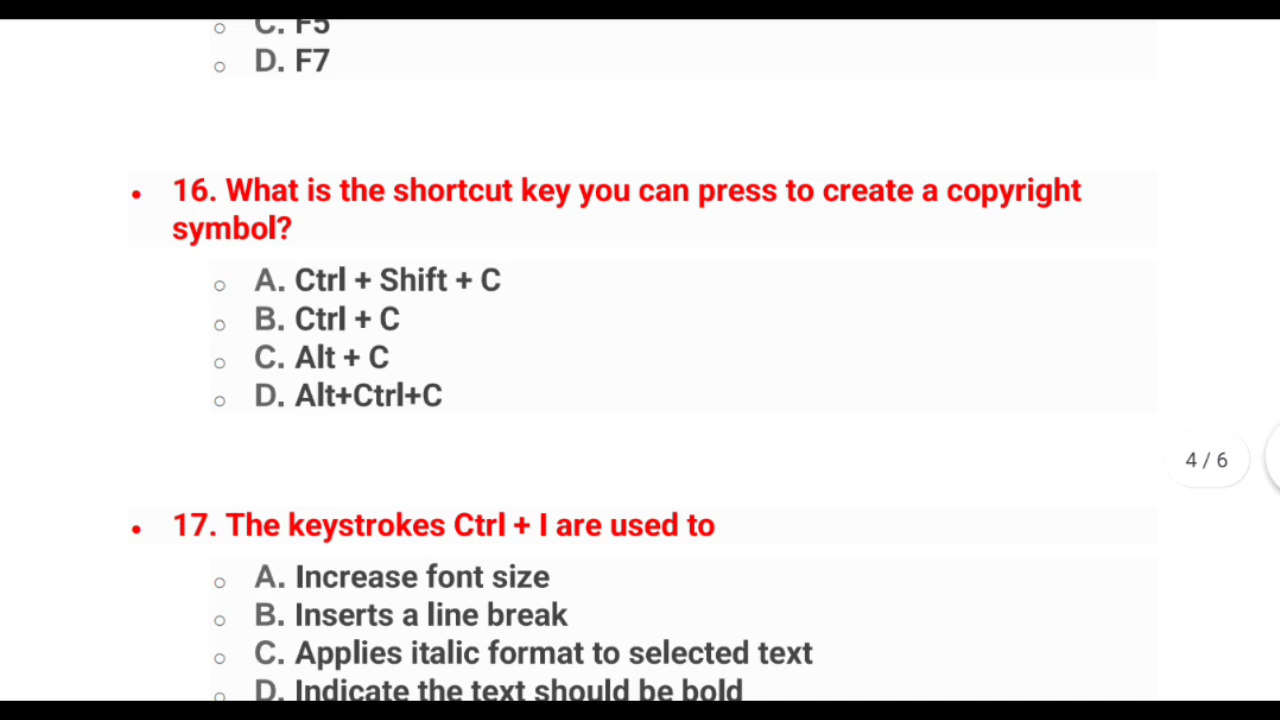 C. F5
D. F7
16. What is the shortcut key you can press to create a copyright
symbol?
A. Ctrl + Shift + C
B. Ctrl + C
C. Alt + C
D. Alt+Ctrl+C
4 / 6
17. The keystrokes Ctrl + I are used to
A. Increase font size
B. Inserts a line break
C. Applies italic format to selected text
D. Indicate the text should be bold